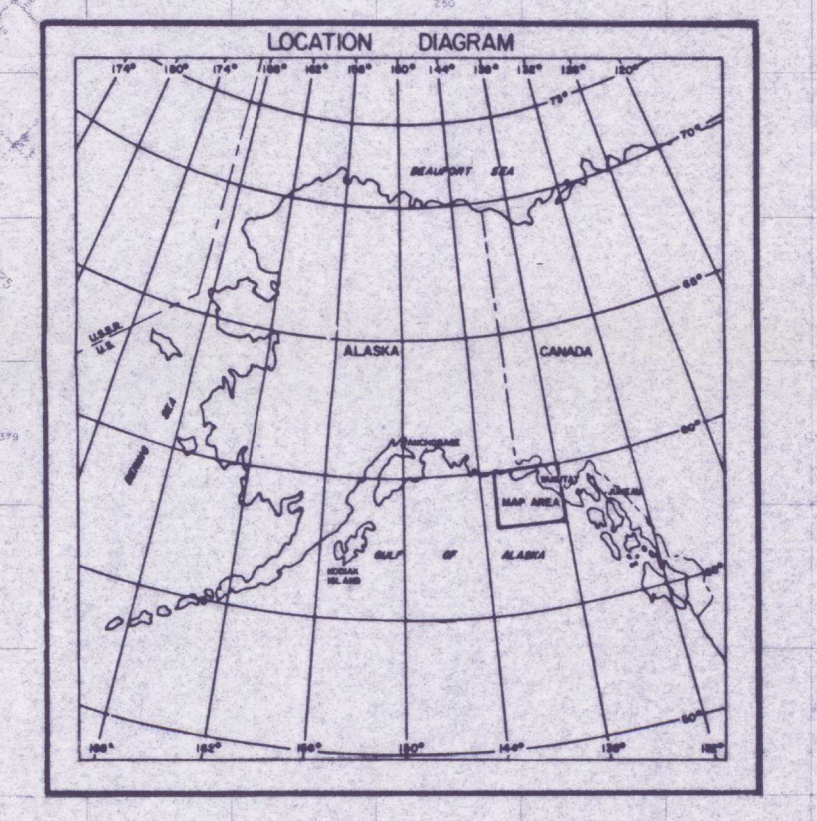 250
LOCATION DIAGRAM
174° 180° 174° 168° 162° 156° 150° 144° 138° 132° 126° 120°
75°
70°
BEAUFORT SEA
65°
U.S.S.R.
U.S.
ALASKA CANADA
BERING SEA
60°
ANCHORAGE
YAKUTAT
JUNEAU
MAP AREA
GULF OF ALASKA
KODIAK
ISLAND
55°
50°
168° 162° 156° 150° 144° 138° 132°